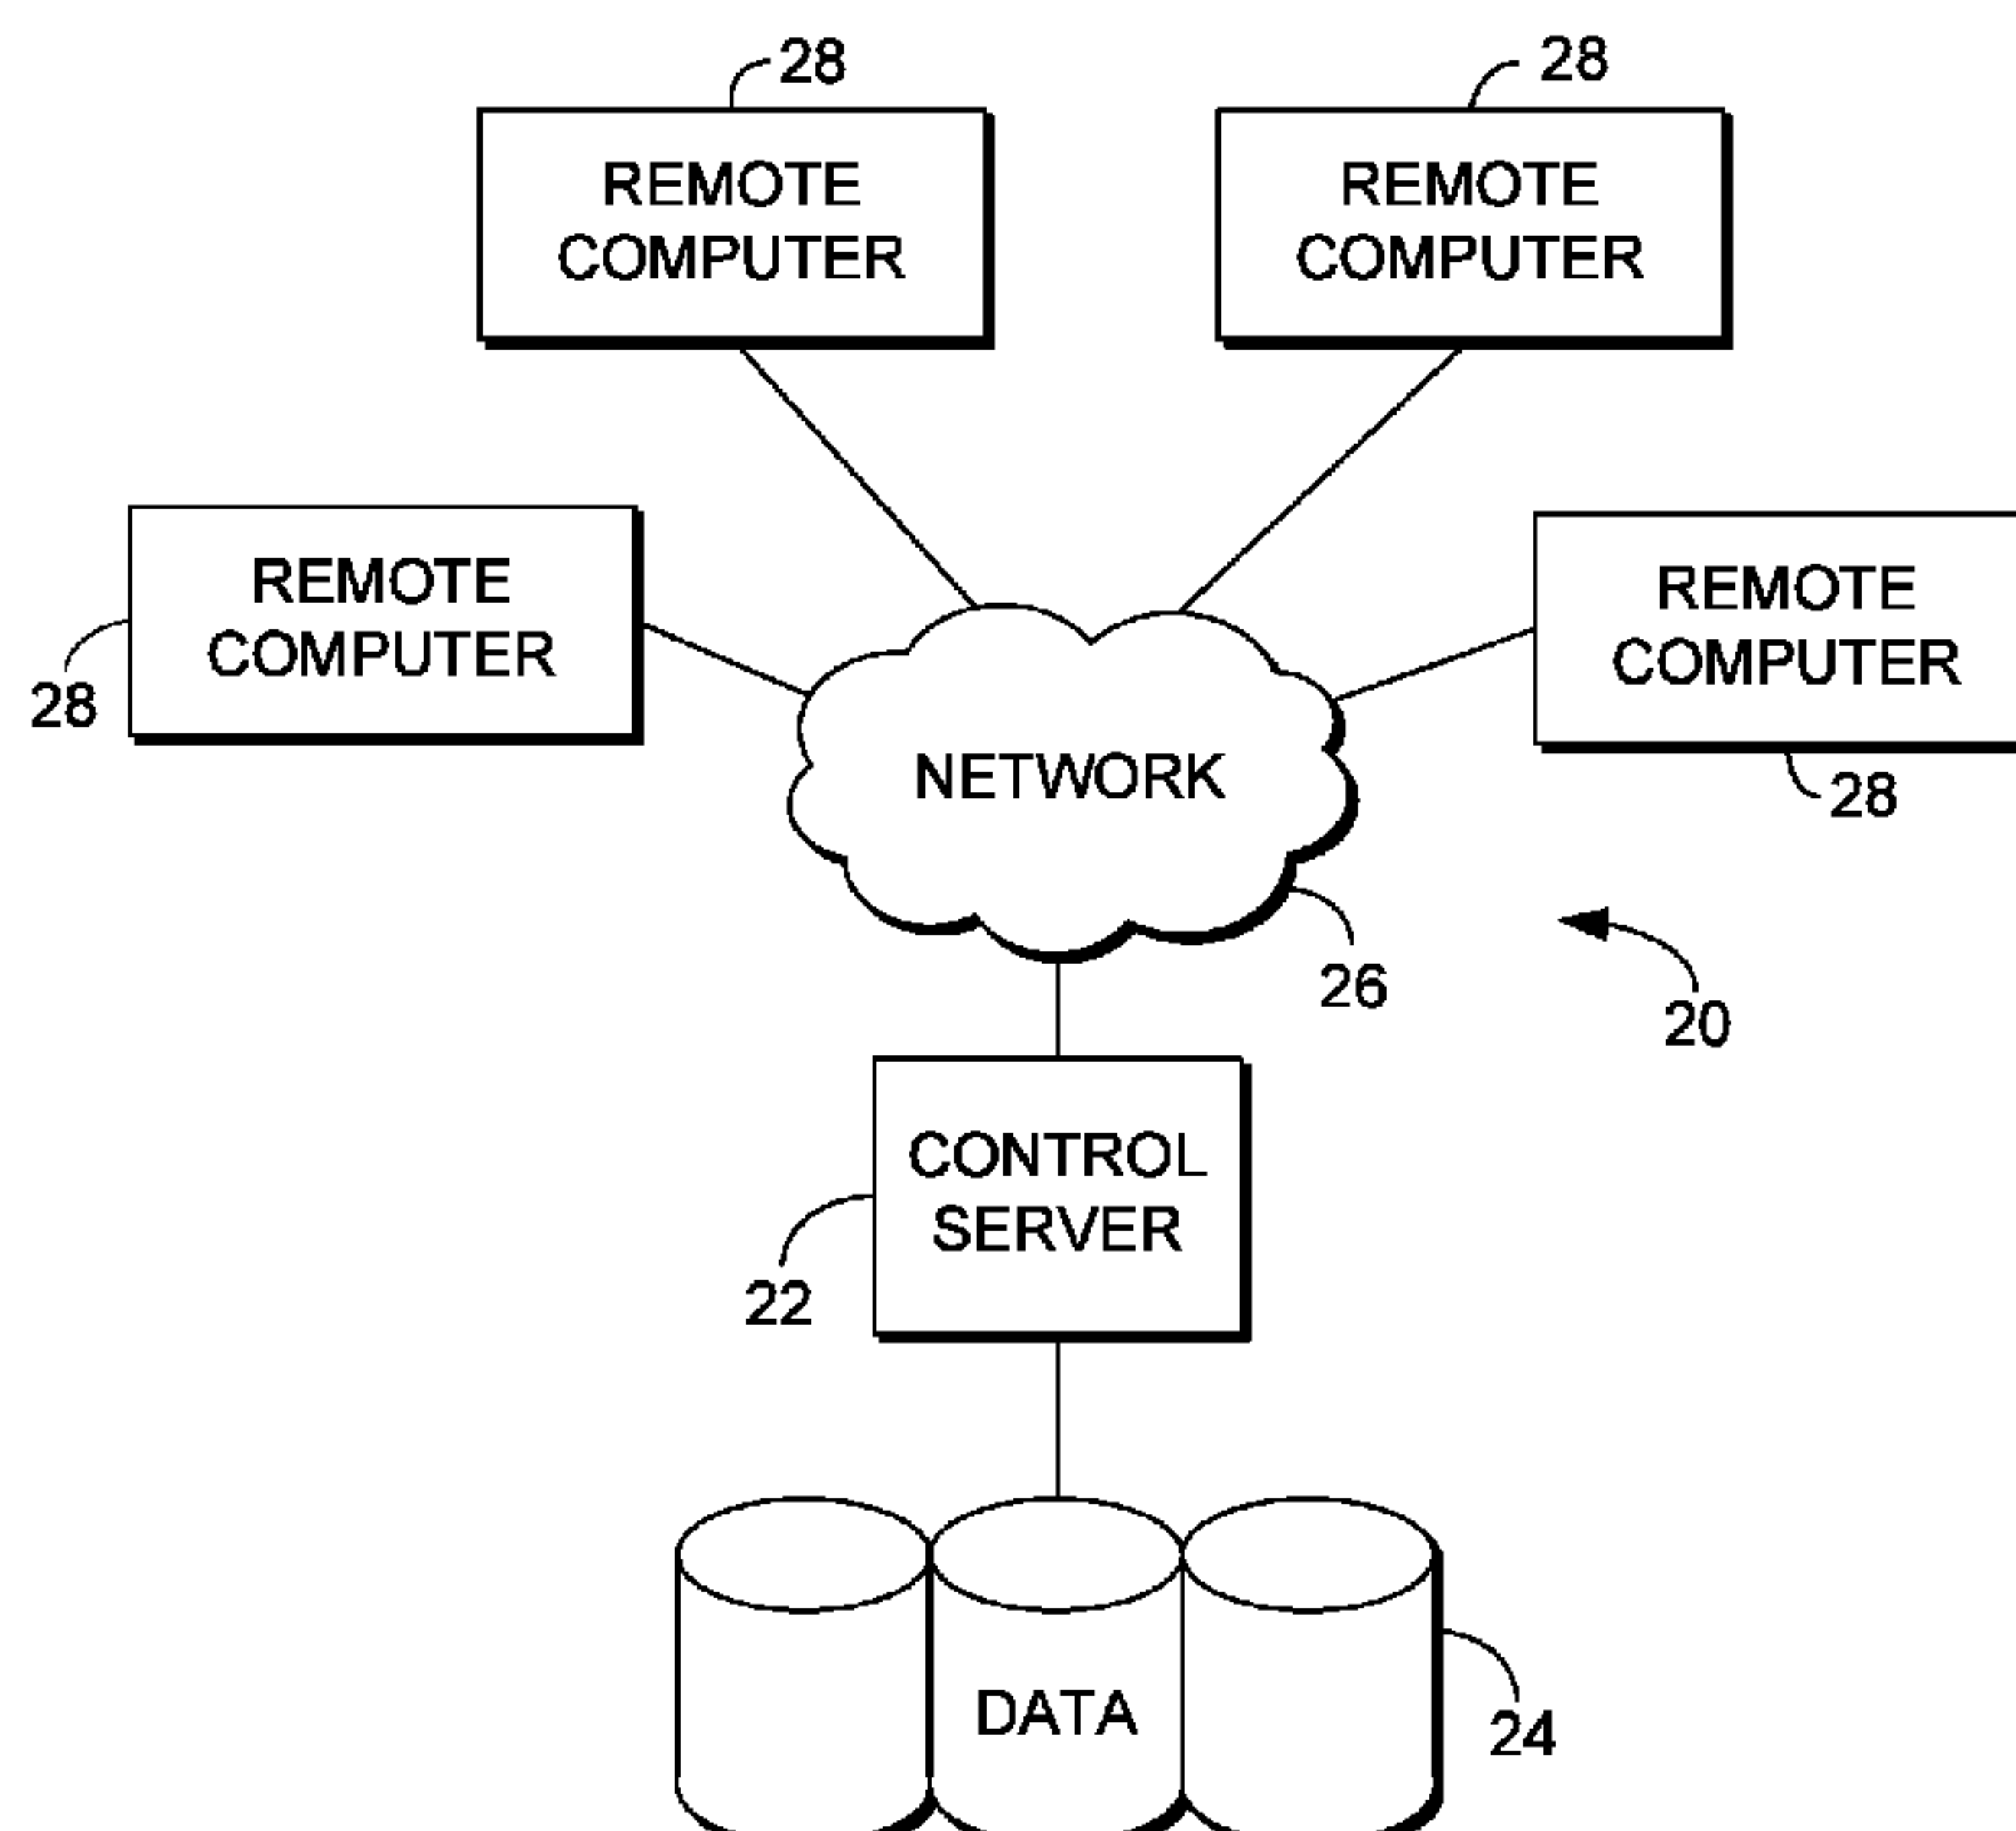 28
28
REMOTE
COMPUTER
REMOTE
COMPUTER
REMOTE
COMPUTER
28
REMOTE
COMPUTER
28
NETWORK
26
20
CONTROL
SERVER
22
DATA
24